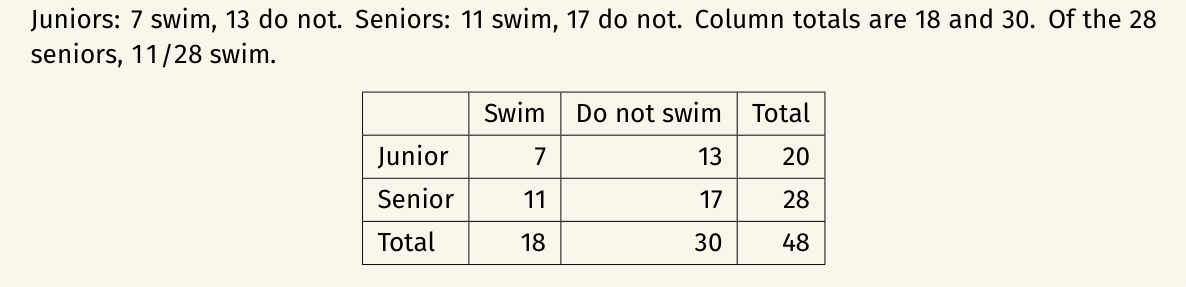 Juniors: 7 swim, 13 do not. Seniors: 11 swim, 17 do not. Column totals are 18 and 30. Of the 28
seniors, 11/28 swim.
Swim Do not swim Total
Junior 7 13 20
Senior 11 17 28
Total 18 30 48